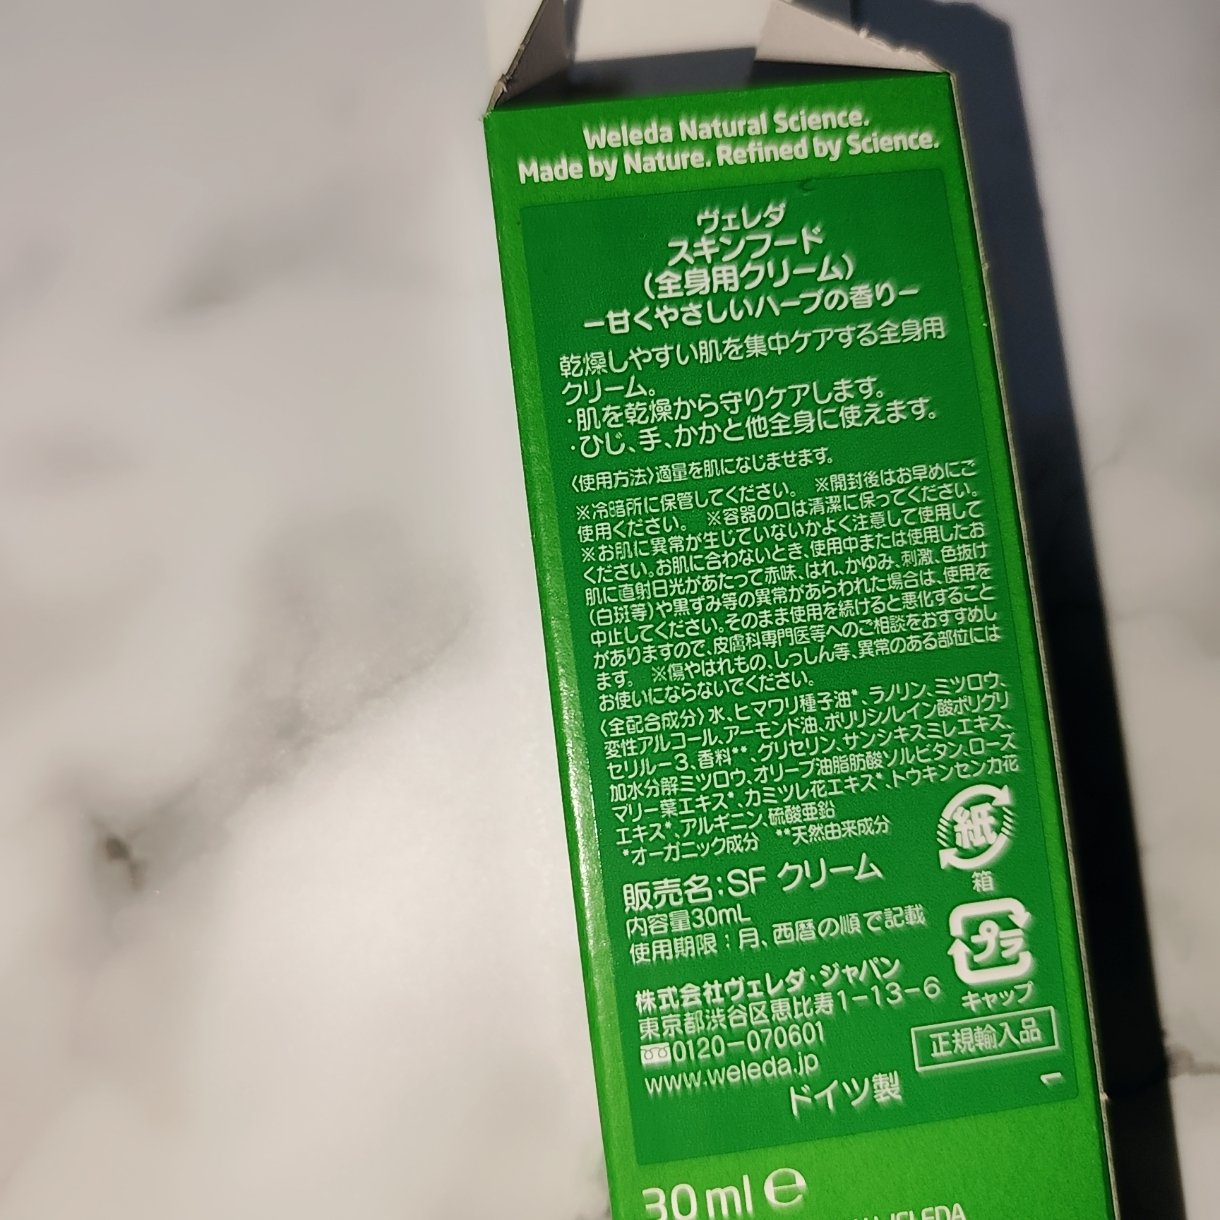 Weleda Natural Science.
Made by Nature. Refined by Science.
ヴェレダ
スキンフード
(全身用クリーム)
ー甘くやさしいハーブの香りー
乾燥しやすい肌を集中ケアする全身用
クリーム。
・肌を乾燥から守りケアします。
・ひじ、手、かかと他全身に使えます。
〈使用方法〉適量を肌になじませます。
※冷暗所に保管してください。 ※開封後はお早めにご
使用ください。 ※容器の口は清潔に保ってください。
※お肌に異常が生じていないかよく注意して使用して
ください。お肌に合わないとき、使用中または使用したお
肌に直射日光があたって赤味、はれ、かゆみ、刺激、色抜け
(白斑等)や黒ずみ等の異常があらわれた場合は、使用を
中止してください。そのまま使用を続けると悪化すること
がありますので、皮膚科専門医等へのご相談をおすすめし
ます。 ※傷やはれもの、しっしん等、異常のある部位には
お使いにならないでください。
〈全配合成分〉水、ヒマワリ種子油*、ラノリン、ミツロウ、
変性アルコール、アーモンド油、ポリリシノレイン酸ポリグリ
セリルー3、香料**、グリセリン、サンシキスミレエキス、
加水分解ミツロウ、オリーブ油脂肪酸ソルビタン、ローズ
マリー葉エキス*、カミツレ花エキス*、トウキンセンカ花
エキス*、アルギニン、硫酸亜鉛
*オーガニック成分 **天然由来成分
紙
箱
販売名:SF クリーム
内容量30mL
使用期限:月、西暦の順で記載
プラ
キャップ
株式会社ヴェレダ・ジャパン
東京都渋谷区恵比寿1-13-6
0120-070601
www.weleda.jp
正規輸入品
ドイツ製
1
30 ml ℮